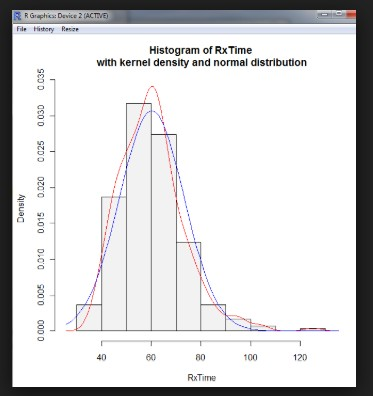 R Graphics: Device 2 (ACTIVE)
File History Resize
Histogram of RxTime
with kernel density and normal distribution
Density
0.000 0.005 0.010 0.015 0.020 0.025 0.030 0.035
40 60 80 100 120
RxTime